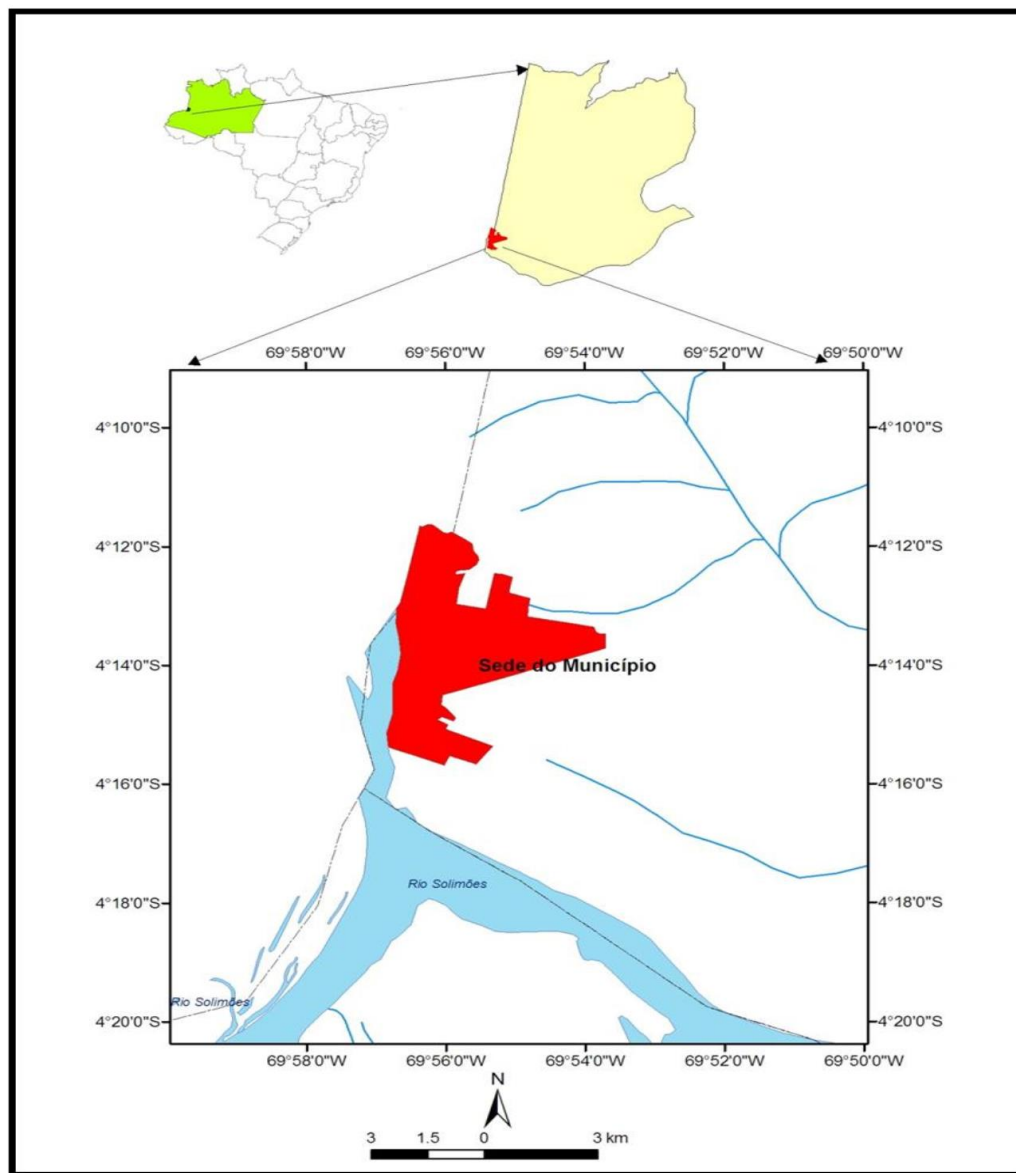 69°58'0"W 69°56'0"W 69°54'0"W 69°52'0"W 69°50'0"W
4°10'0"S 4°10'0"S
4°12'0"S 4°12'0"S
4°14'0"S Sede do Município 4°14'0"S
4°16'0"S 4°16'0"S
Rio Solimões
4°18'0"S 4°18'0"S
Rio Solimões
4°20'0"S 4°20'0"S
69°58'0"W 69°56'0"W 69°54'0"W 69°52'0"W 69°50'0"W
N
3 1.5 0 3 km